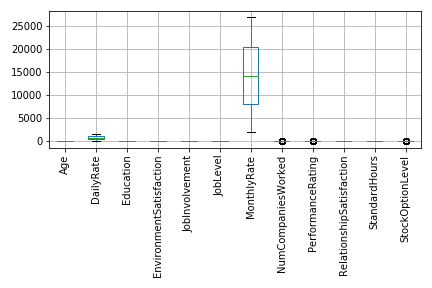 25000
20000
15000
10000
5000
0
Age
DailyRate
Education
EnvironmentSatisfaction
JobInvolvement
JobLevel
MonthlyRate
NumCompaniesWorked
PerformanceRating
RelationshipSatisfaction
StandardHours
StockOptionLevel